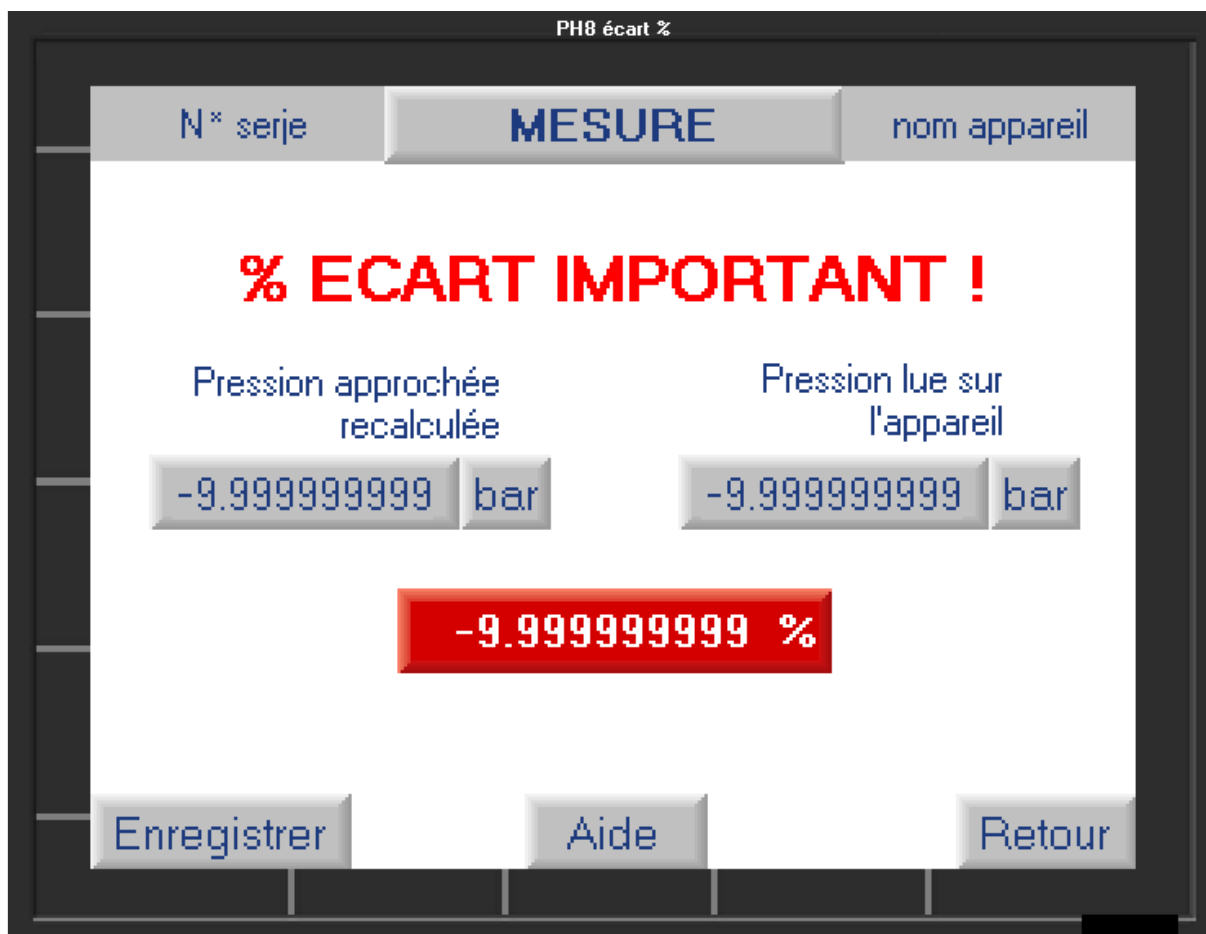 PH8 écart %
N° serje MESURE nom appareil
% ECART IMPORTANT !
Pression approchée
recalculée
Pression lue sur
l'appareil
-9.999999999 bar -9.999999999 bar
-9.999999999 %
Enregistrer Aide Retour